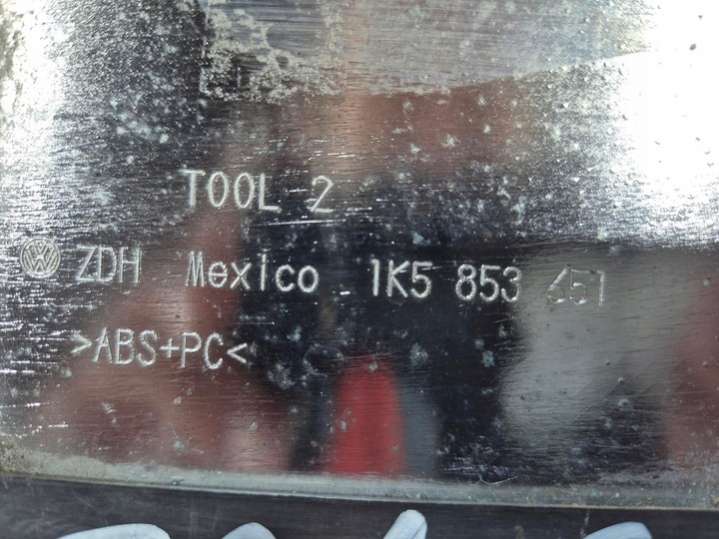 TOOL 2
ZDH Mexico 1K5 853 651
>ABS+PC<